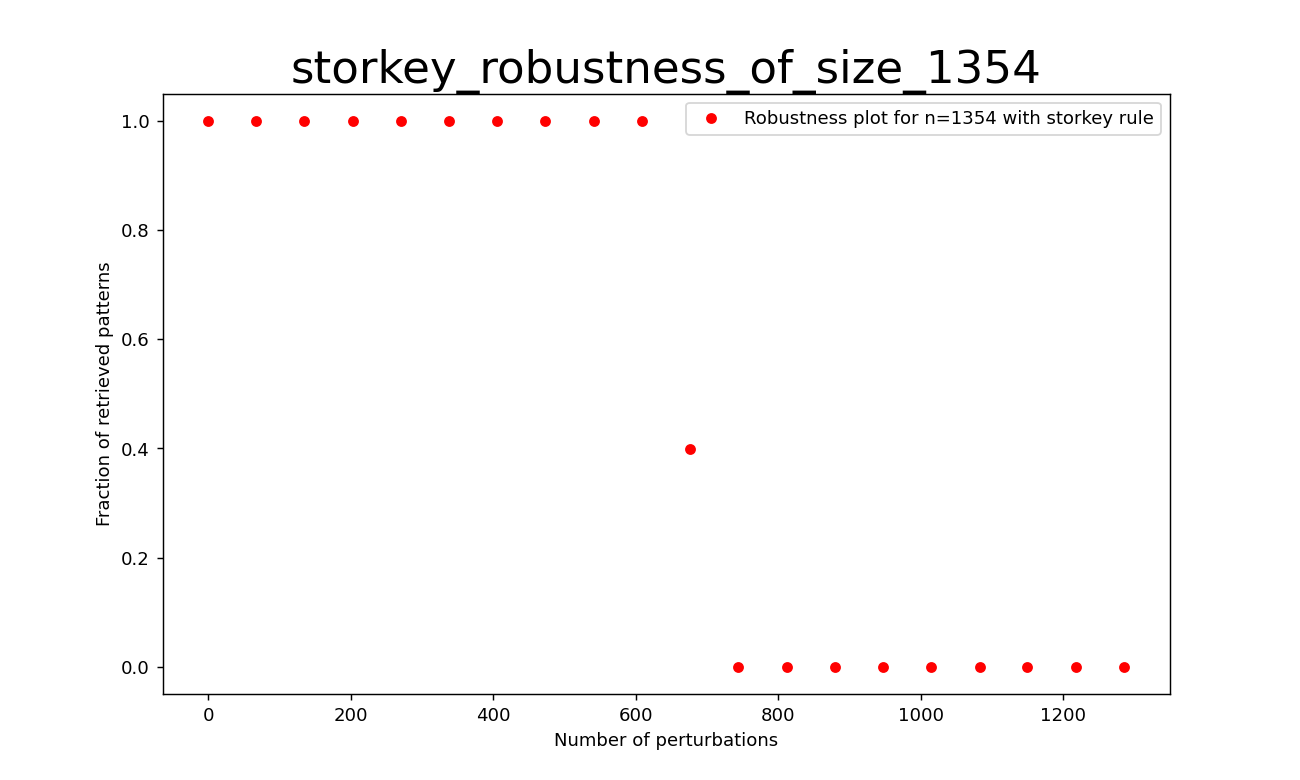 storkey_robustness_of_size_1354
Robustness plot for n=1354 with storkey rule
1.0
0.8
0.6
0.4
0.2
0.0
Fraction of retrieved patterns
0 200 400 600 800 1000 1200
Number of perturbations